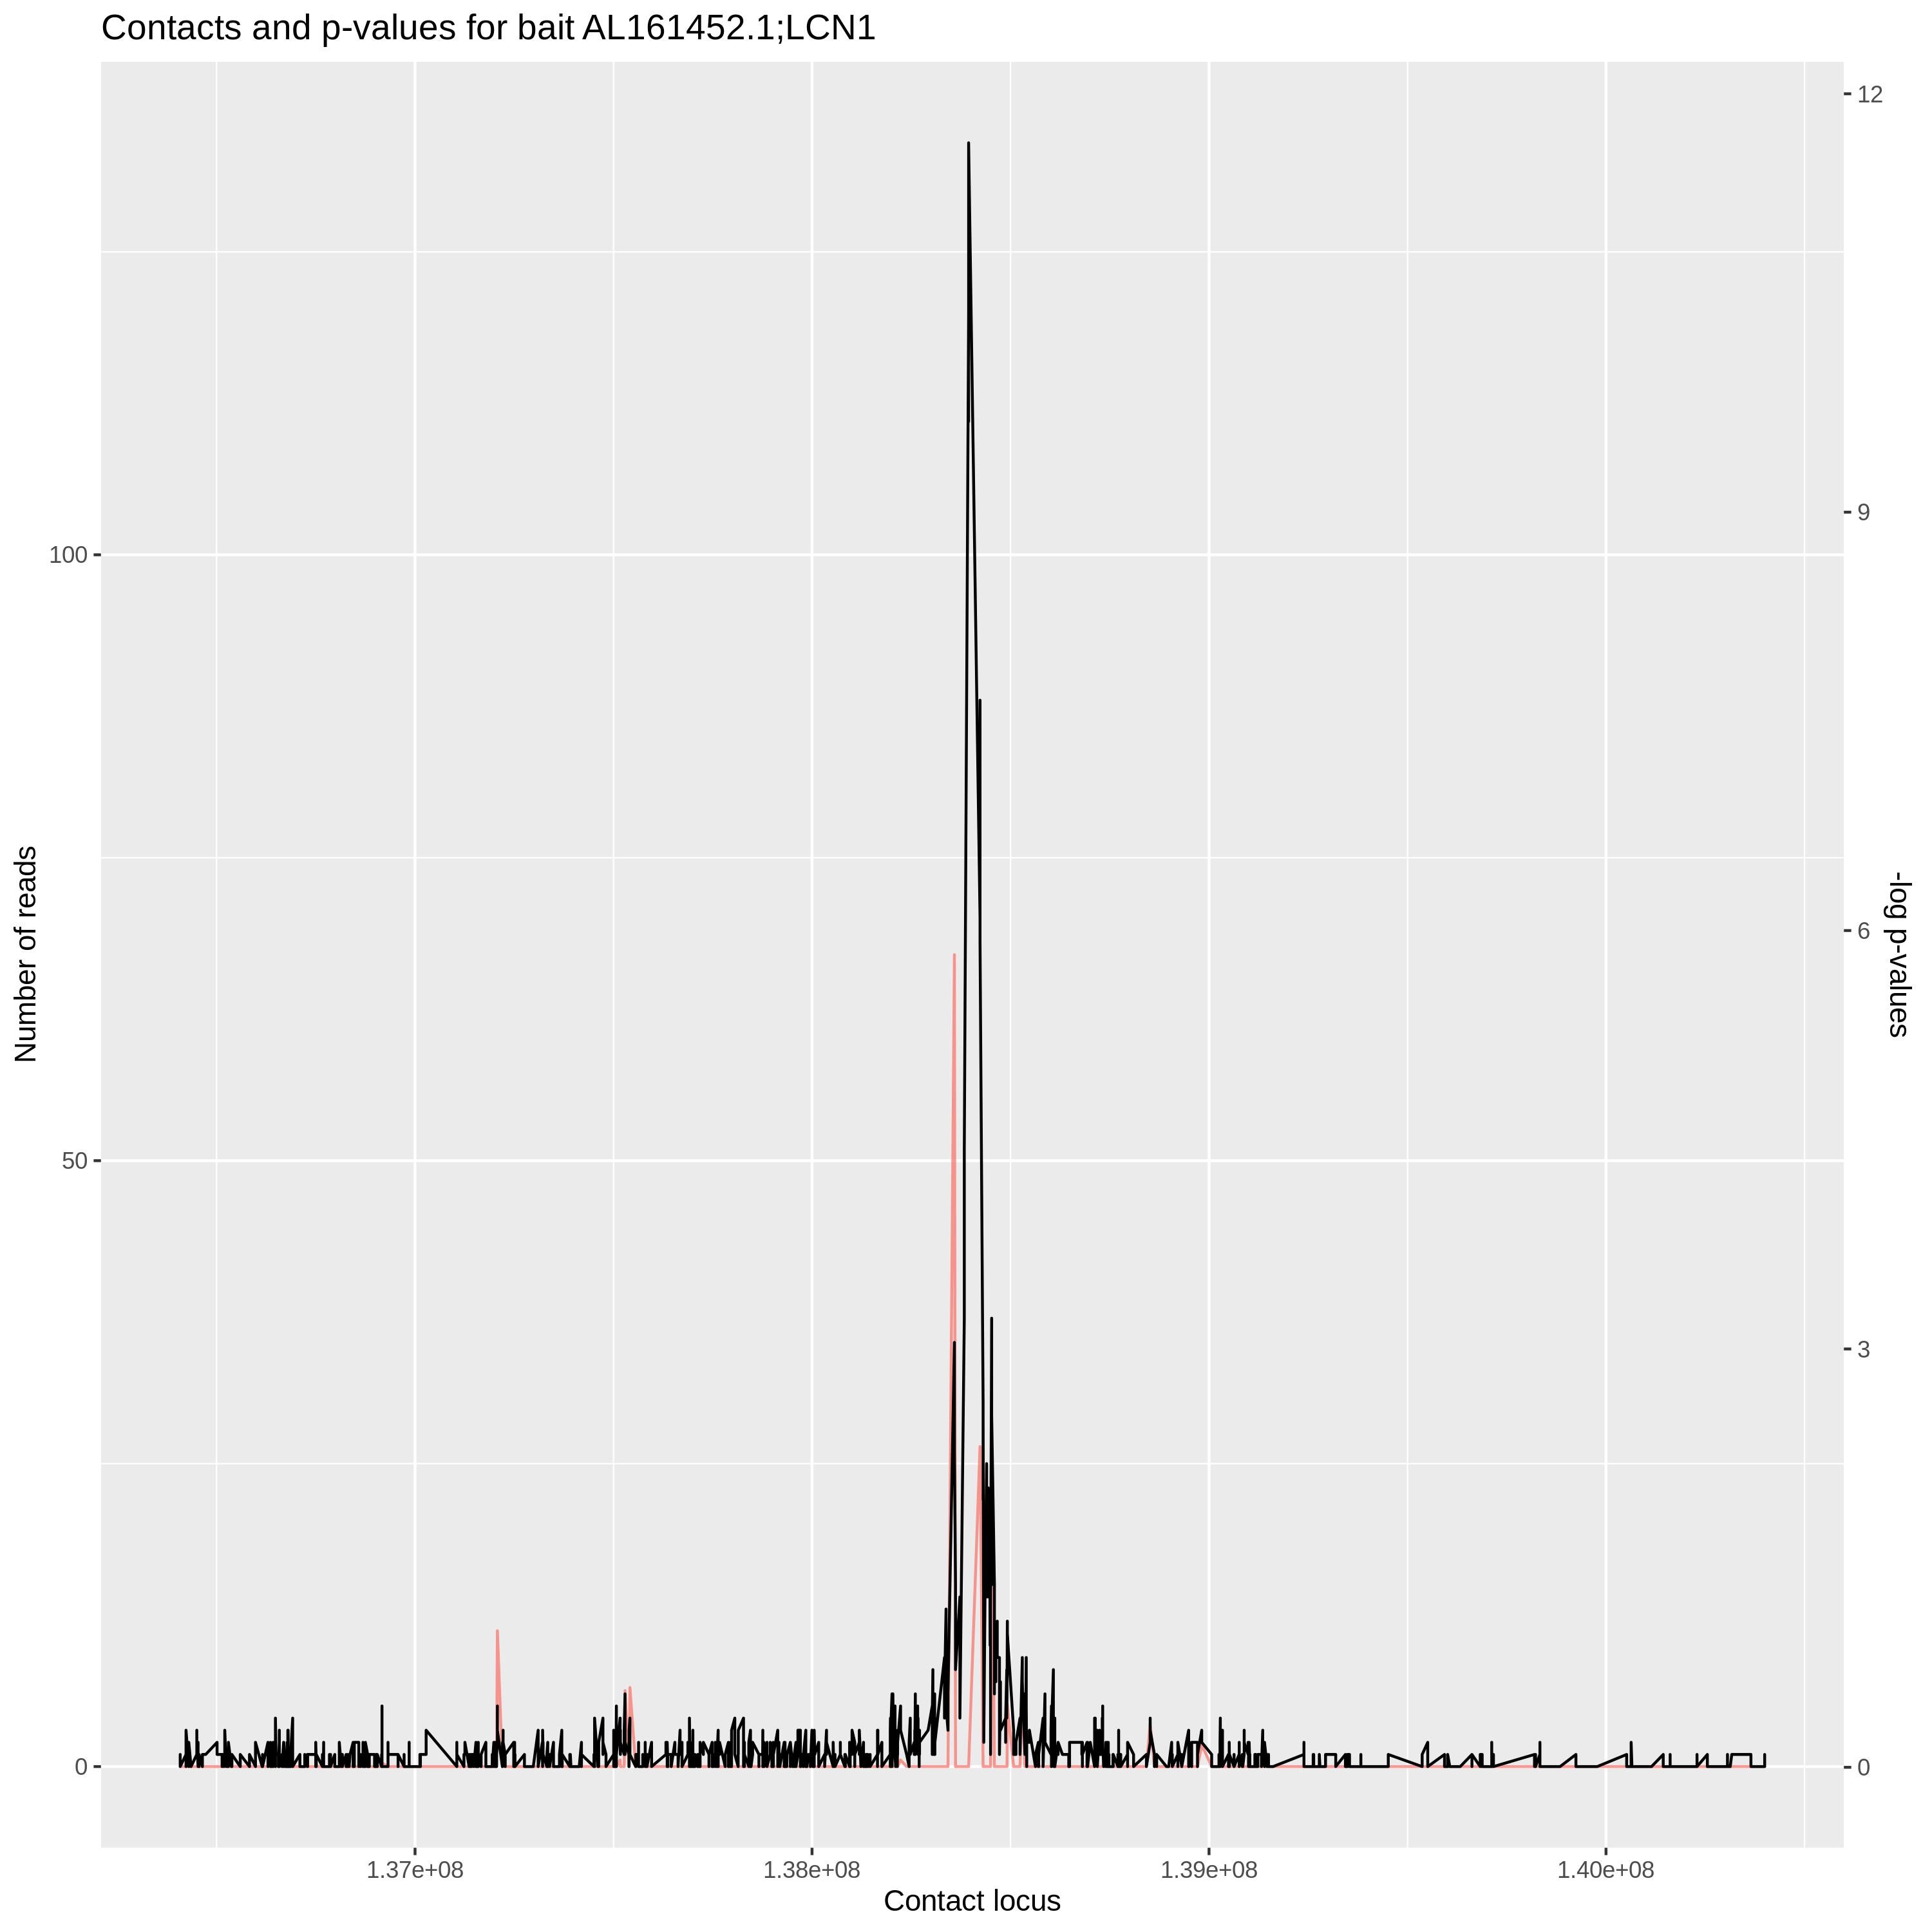 Contacts and p-values for bait AL161452.1;LCN1
12
9
100
6
Number of reads
-log p-values
50
3
0
0
1.37e+08 1.38e+08 1.39e+08 1.40e+08
Contact locus